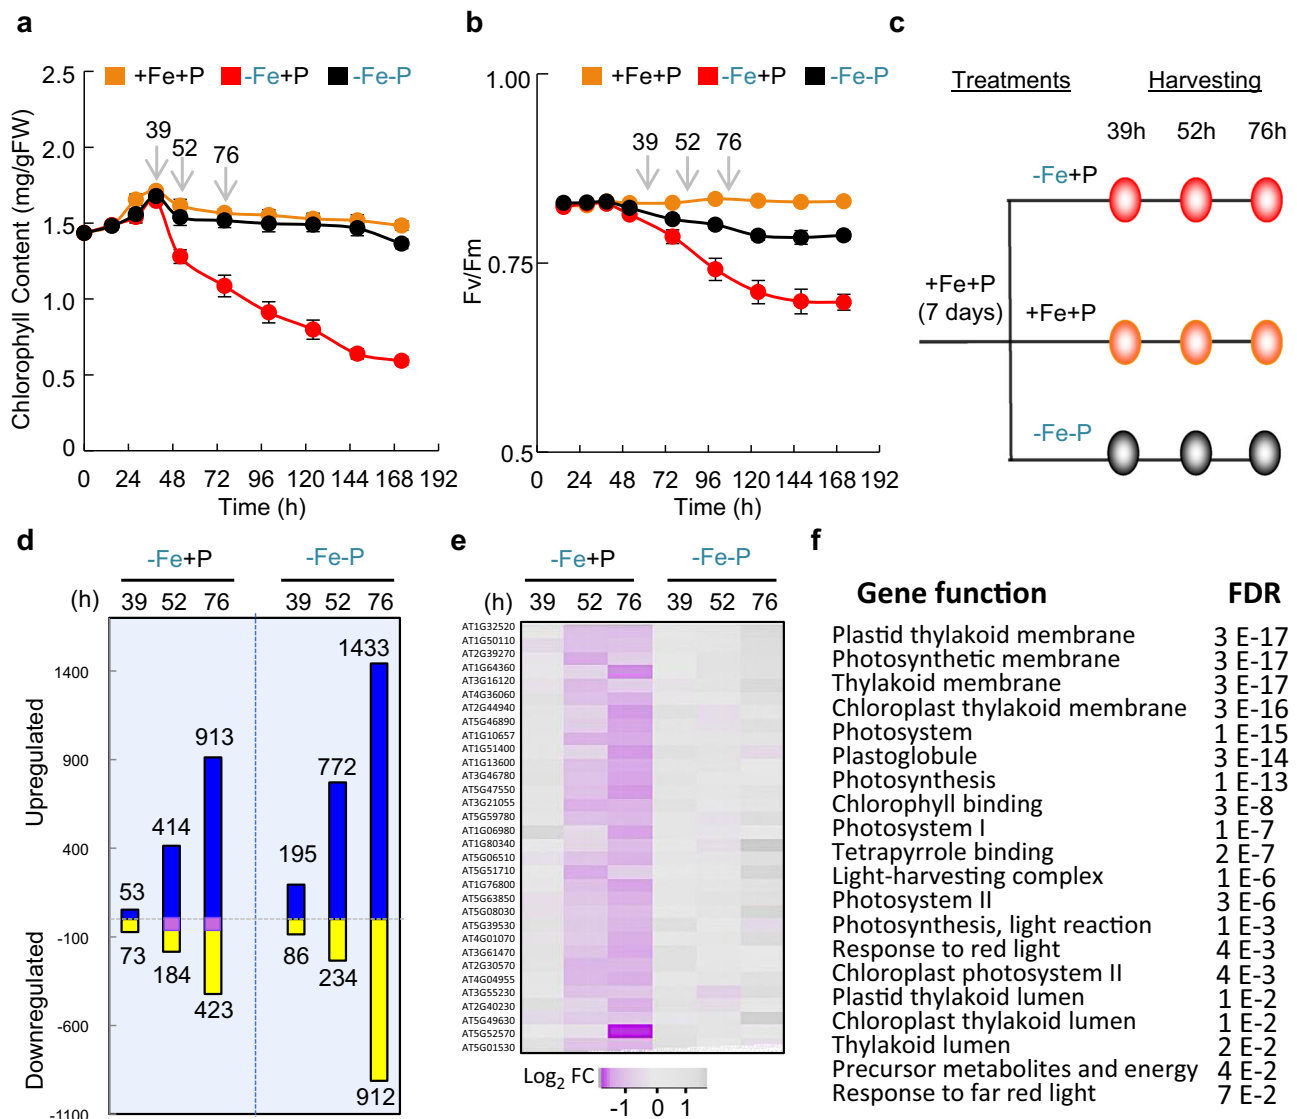 a
+Fe+P -Fe+P -Fe-P
Chlorophyll Content (mg/gFW)
2.5
2.0
1.5
1.0
0.5
0
39
52
76
0 24 48 72 96 120 144 168 192
Time (h)
b
+Fe+P -Fe+P -Fe-P
Fv/Fm
1.00
0.75
0.5
39 52 76
0 24 48 72 96 120 144 168 192
Time (h)
c
Treatments Harvesting
39h 52h 76h
-Fe+P
+Fe+P
(7 days)
+Fe+P
-Fe-P
d
-Fe+P -Fe-P
(h) 39 52 76 39 52 76
Upregulated
Downregulated
1400
900
400
-100
-600
-1100
53
414
913
195
772
1433
73
184
423
86
234
912
e
-Fe+P -Fe-P
(h) 39 52 76 39 52 76
AT1G32520
AT1G50110
AT2G39270
AT1G64360
AT3G16120
AT4G36060
AT2G44940
AT5G46890
AT1G10657
AT1G51400
AT1G13600
AT3G46780
AT5G47550
AT3G21055
AT5G59780
AT1G06980
AT1G80340
AT5G06510
AT5G51710
AT1G76800
AT5G63850
AT5G08030
AT5G39530
AT4G01070
AT3G61470
AT2G30570
AT4G04955
AT3G55230
AT2G40230
AT5G49630
AT5G52570
AT5G01530
Log2 FC
-1 0 1
f
Gene function FDR
Plastid thylakoid membrane 3 E-17
Photosynthetic membrane 3 E-17
Thylakoid membrane 3 E-17
Chloroplast thylakoid membrane 3 E-16
Photosystem 1 E-15
Plastoglobule 3 E-14
Photosynthesis 1 E-13
Chlorophyll binding 3 E-8
Photosystem I 1 E-7
Tetrapyrrole binding 2 E-7
Light-harvesting complex 1 E-6
Photosystem II 3 E-6
Photosynthesis, light reaction 1 E-3
Response to red light 4 E-3
Chloroplast photosystem II 4 E-3
Plastid thylakoid lumen 1 E-2
Chloroplast thylakoid lumen 1 E-2
Thylakoid lumen 2 E-2
Precursor metabolites and energy 4 E-2
Response to far red light 7 E-2